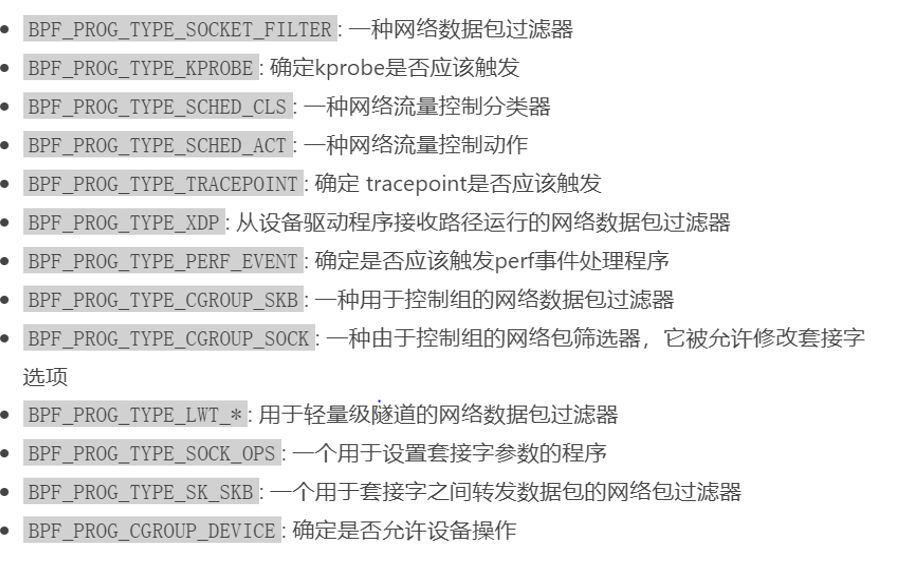 BPF_PROG_TYPE_SOCKET_FILTER: 一种网络数据包过滤器
BPF_PROG_TYPE_KPROBE: 确定kprobe是否应该触发
BPF_PROG_TYPE_SCHED_CLS: 一种网络流量控制分类器
BPF_PROG_TYPE_SCHED_ACT: 一种网络流量控制动作
BPF_PROG_TYPE_TRACEPOINT: 确定 tracepoint是否应该触发
BPF_PROG_TYPE_XDP: 从设备驱动程序接收路径运行的网络数据包过滤器
BPF_PROG_TYPE_PERF_EVENT: 确定是否应该触发perf事件处理程序
BPF_PROG_TYPE_CGROUP_SKB: 一种用于控制组的网络数据包过滤器
BPF_PROG_TYPE_CGROUP_SOCK: 一种由于控制组的网络包筛选器，它被允许修改套接字
选项
BPF_PROG_TYPE_LWT_*: 用于轻量级隧道的网络数据包过滤器
BPF_PROG_TYPE_SOCK_OPS: 一个用于设置套接字参数的程序
BPF_PROG_TYPE_SK_SKB: 一个用于套接字之间转发数据包的网络包过滤器
BPF_PROG_CGROUP_DEVICE: 确定是否允许设备操作